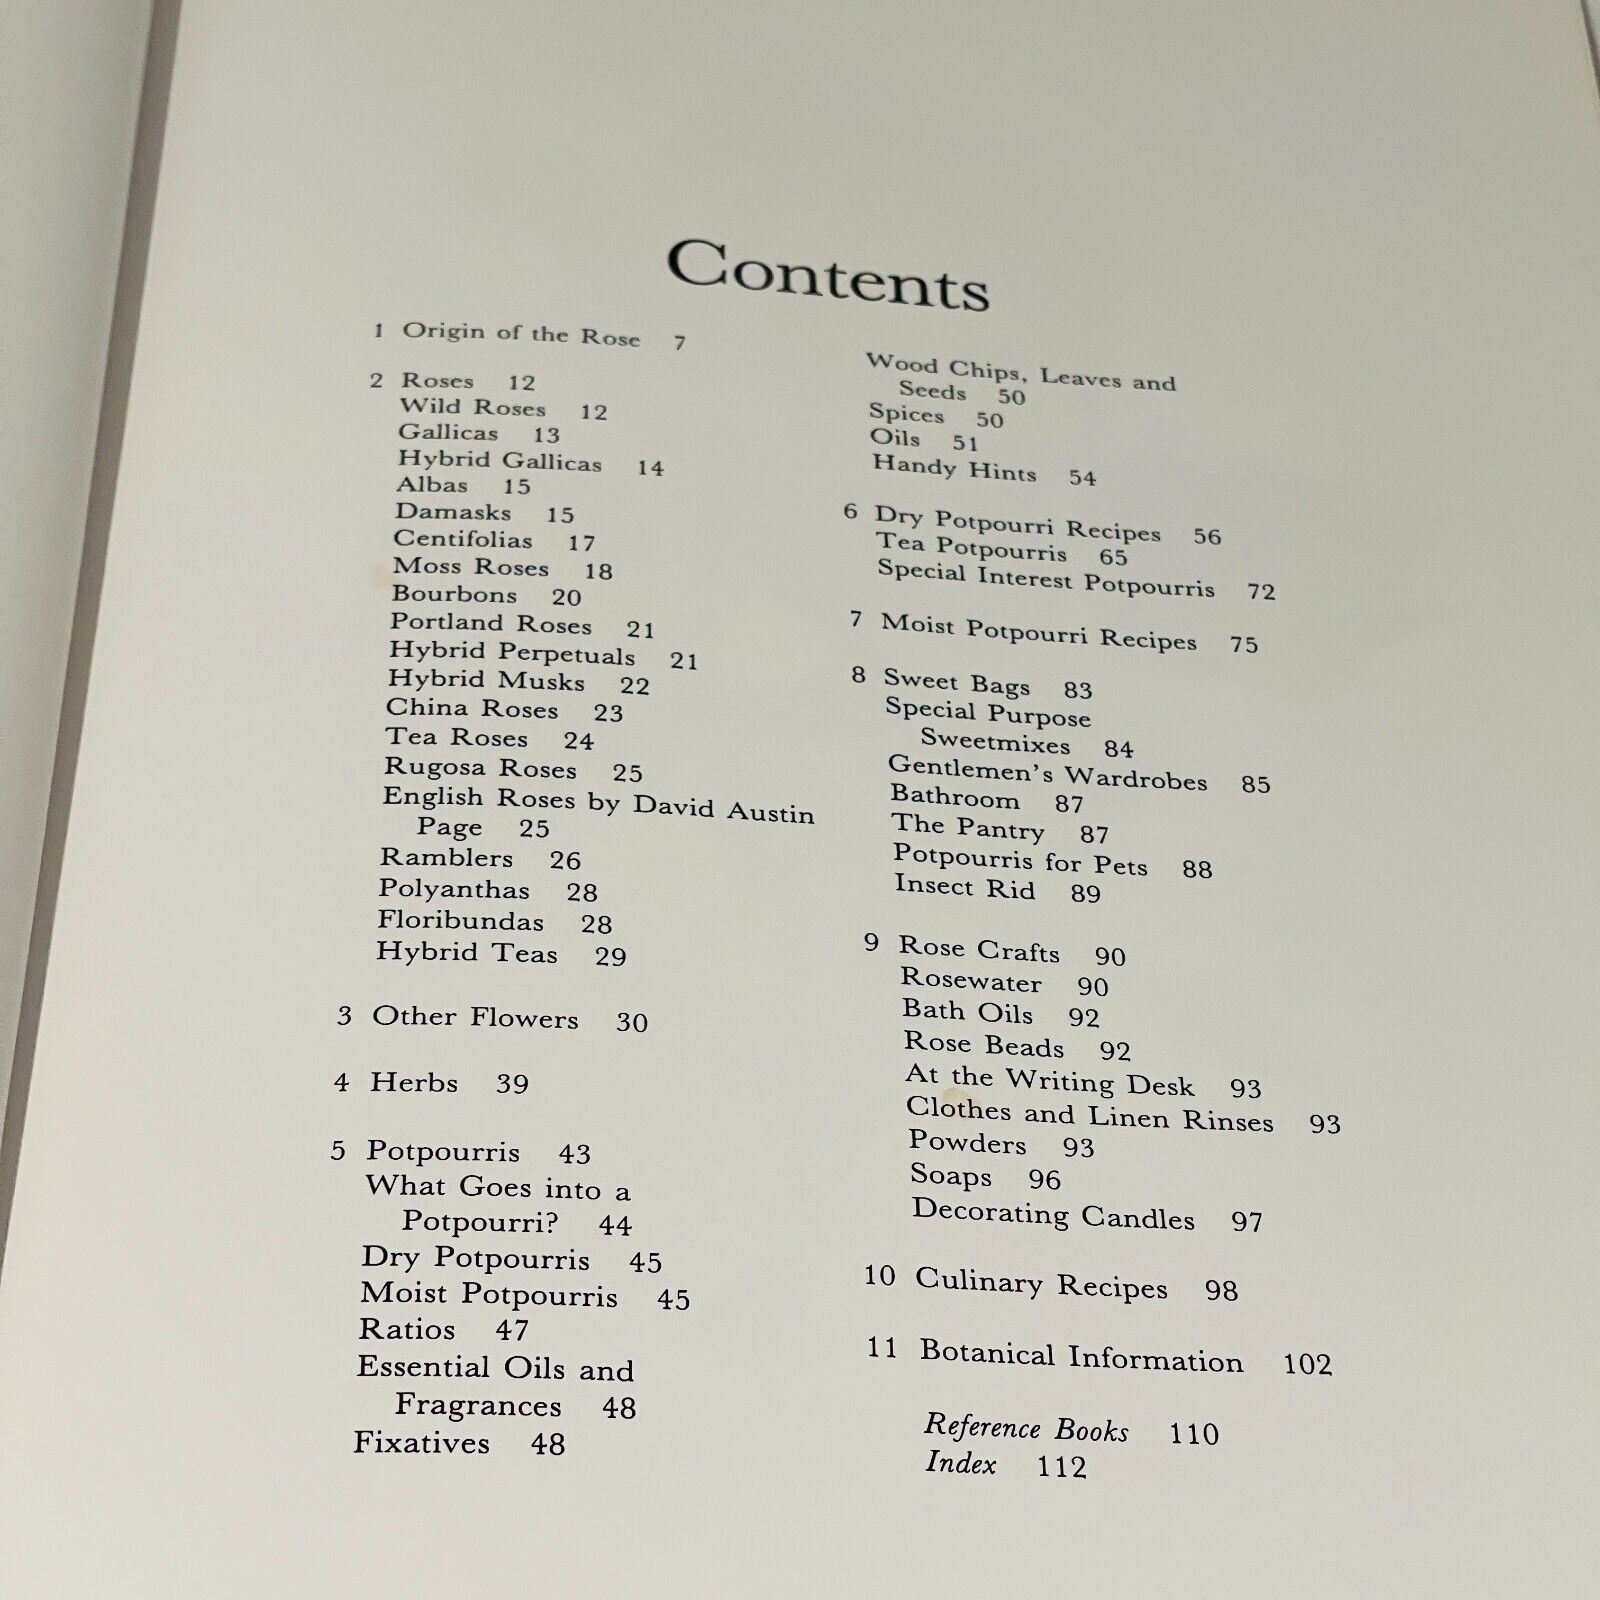 Contents
1 Origin of the Rose 7
2 Roses 12
Wild Roses 12
Gallicas 13
Hybrid Gallicas 14
Albas 15
Damasks 15
Centifolias 17
Moss Roses 18
Bourbons 20
Portland Roses 21
Hybrid Perpetuals 21
Hybrid Musks 22
China Roses 23
Tea Roses 24
Rugosa Roses 25
English Roses by David Austin
Page 25
Ramblers 26
Polyanthas 28
Floribundas 28
Hybrid Teas 29
3 Other Flowers 30
4 Herbs 39
5 Potpourris 43
What Goes into a
Potpourri? 44
Dry Potpourris 45
Moist Potpourris 45
Ratios 47
Essential Oils and
Fragrances 48
Fixatives 48
Wood Chips, Leaves and
Seeds 50
Spices 50
Oils 51
Handy Hints 54
6 Dry Potpourri Recipes 56
Tea Potpourris 65
Special Interest Potpourris 72
7 Moist Potpourri Recipes 75
8 Sweet Bags 83
Special Purpose
Sweetmixes 84
Gentlemen's Wardrobes 85
Bathroom 87
The Pantry 87
Potpourris for Pets 88
Insect Rid 89
9 Rose Crafts 90
Rosewater 90
Bath Oils 92
Rose Beads 92
At the Writing Desk 93
Clothes and Linen Rinses 93
Powders 93
Soaps 96
Decorating Candles 97
10 Culinary Recipes 98
11 Botanical Information 102
Reference Books 110
Index 112